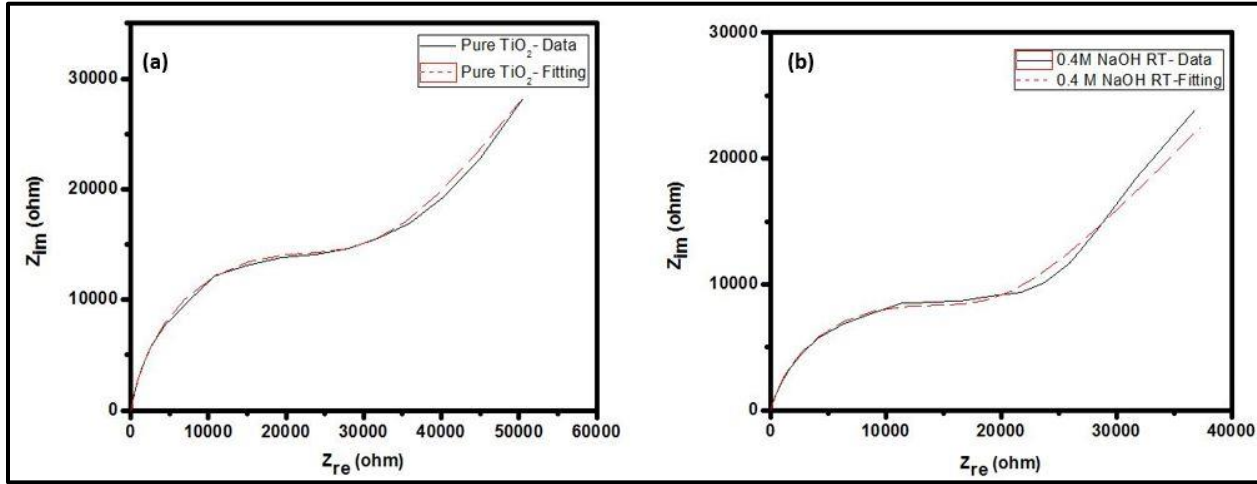 (a)
Pure TiO2- Data
Pure TiO2- Fitting
30000
20000
10000
0
Zim (ohm)
0 10000 20000 30000 40000 50000 60000
Zre (ohm)
(b)
0.4M NaOH RT- Data
0.4 M NaOH RT-Fitting
30000
20000
10000
0
Zim (ohm)
0 10000 20000 30000 40000
Zre (ohm)